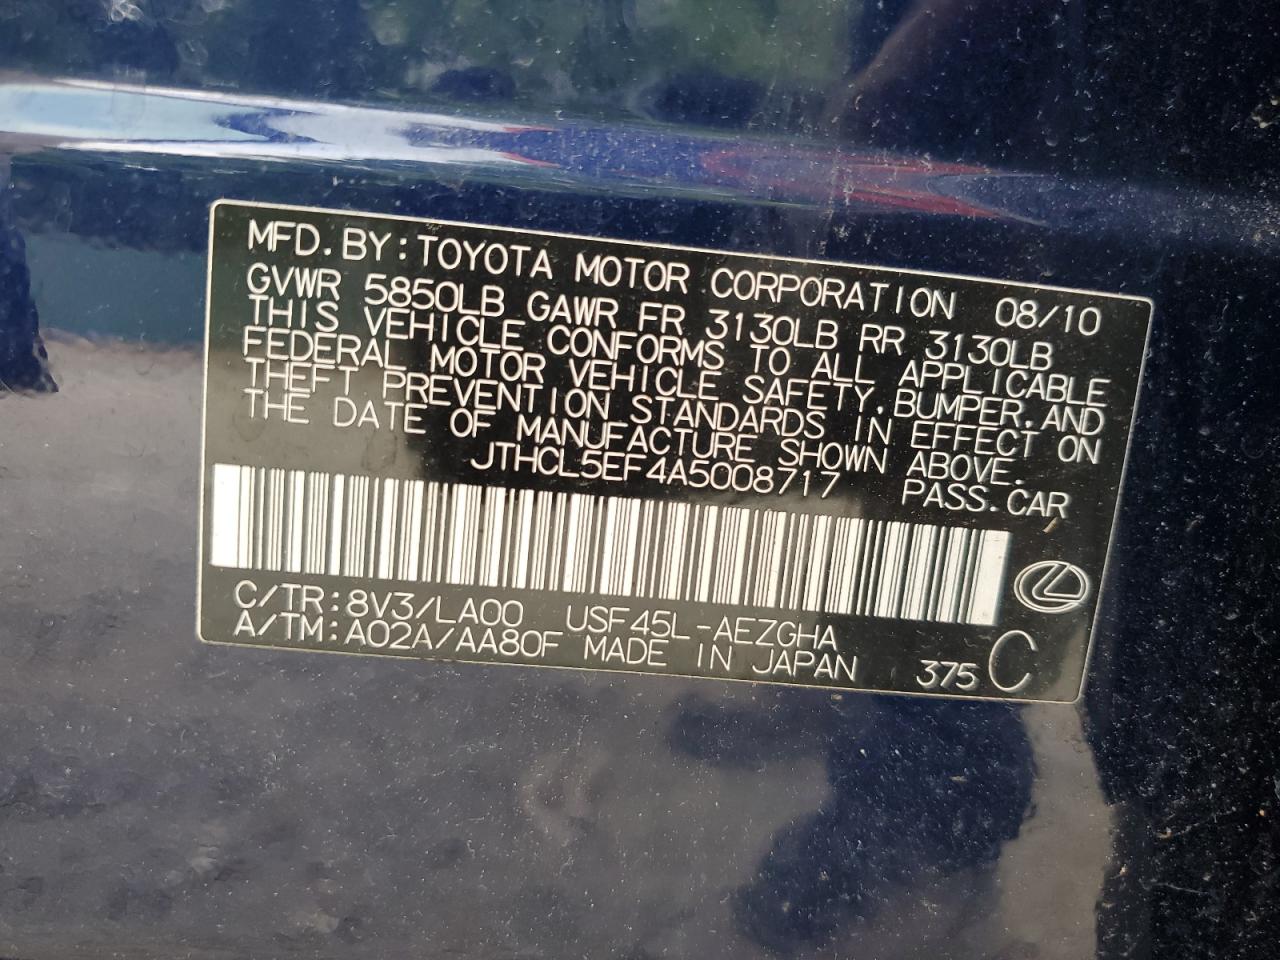 MFD.BY:TOYOTA MOTOR CORPORATION 08/10
GVWR 5850LB GAWR FR 3130LB RR 3130LB
THIS VEHICLE CONFORMS TO ALL APPLICABLE
FEDERAL MOTOR VEHICLE SAFETY,BUMPER,AND
THEFT PREVENTION STANDARDS IN EFFECT ON
THE DATE OF MANUFACTURE SHOWN ABOVE.
JTHCL5EF4A5008717 PASS.CAR
C/TR:8V3/LA00 USF45L-AEZGHA
A/TM:A02A/AA80F MADE IN JAPAN 375 C